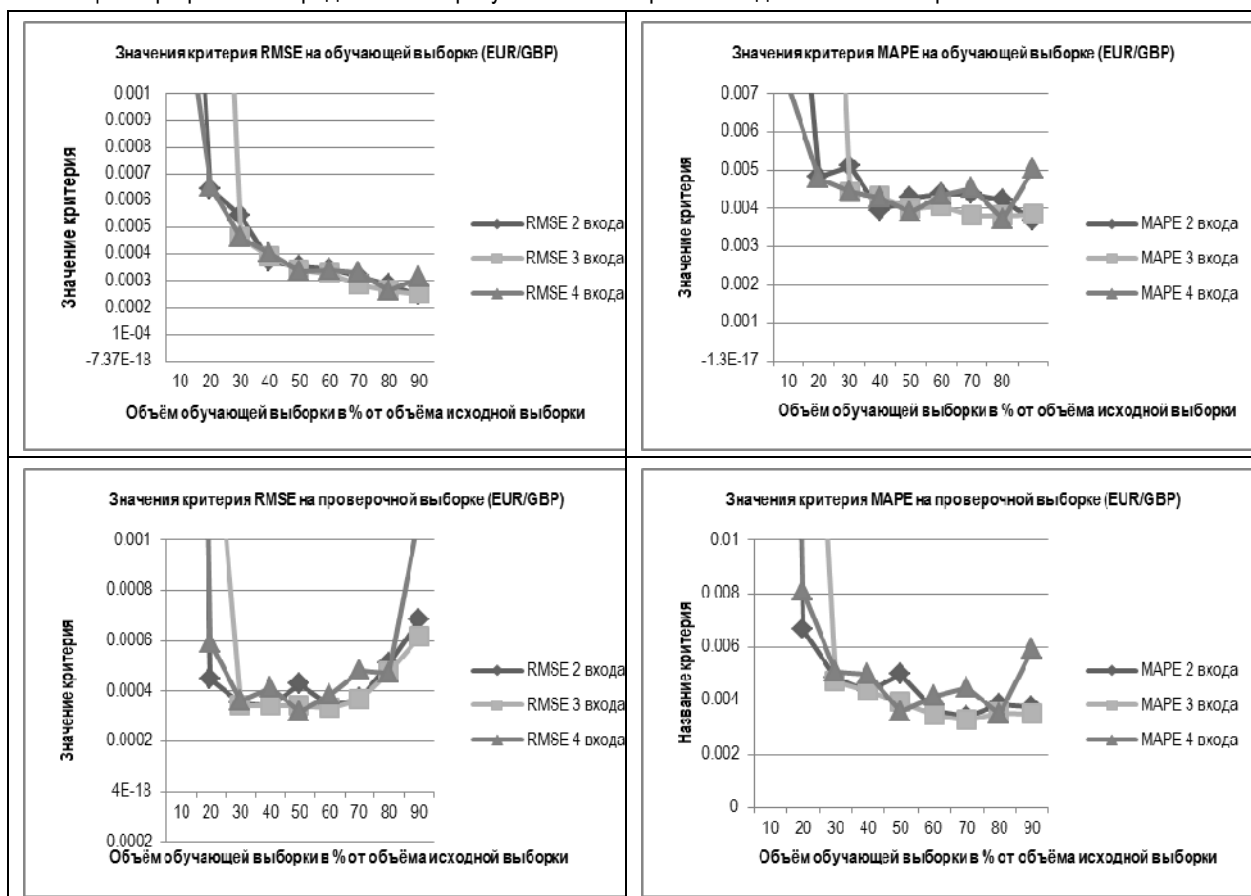 Значения критерия RMSE на обучающей выборке (EUR/GBP)
0.001
0.0009
0.0008
0.0007
0.0006
0.0005
0.0004
0.0003
0.0002
1E-04
-7.37E-18
Значение критерия
10 20 30 40 50 60 70 80 90
Объём обучающей выборки в % от объёма исходной выборки
RMSE 2 входа
RMSE 3 входа
RMSE 4 входа
Значения критерия MAPE на обучающей выборке (EUR/GBP)
0.007
0.006
0.005
0.004
0.003
0.002
0.001
-1.3E-17
Значение критерия
10 20 30 40 50 60 70 80
Объём обучающей выборки в % от объёма исходной выборки
MAPE 2 входа
MAPE 3 входа
MAPE 4 входа
Значения критерия RMSE на проверочной выборке (EUR/GBP)
0.001
0.0008
0.0006
0.0004
0.0002
4E-18
0.0002
Значение критерия
10 20 30 40 50 60 70 80 90
Объём обучающей выборки в % от объёма исходной выборки
RMSE 2 входа
RMSE 3 входа
RMSE 4 входа
Значения критерия MAPE на проверочной выборке (EUR/GBP)
0.01
0.008
0.006
0.004
0.002
0
Название критерия
10 20 30 40 50 60 70 80 90
Объём обучающей выборки в % от объёма исходной выборки
MAPE 2 входа
MAPE 3 входа
MAPE 4 входа